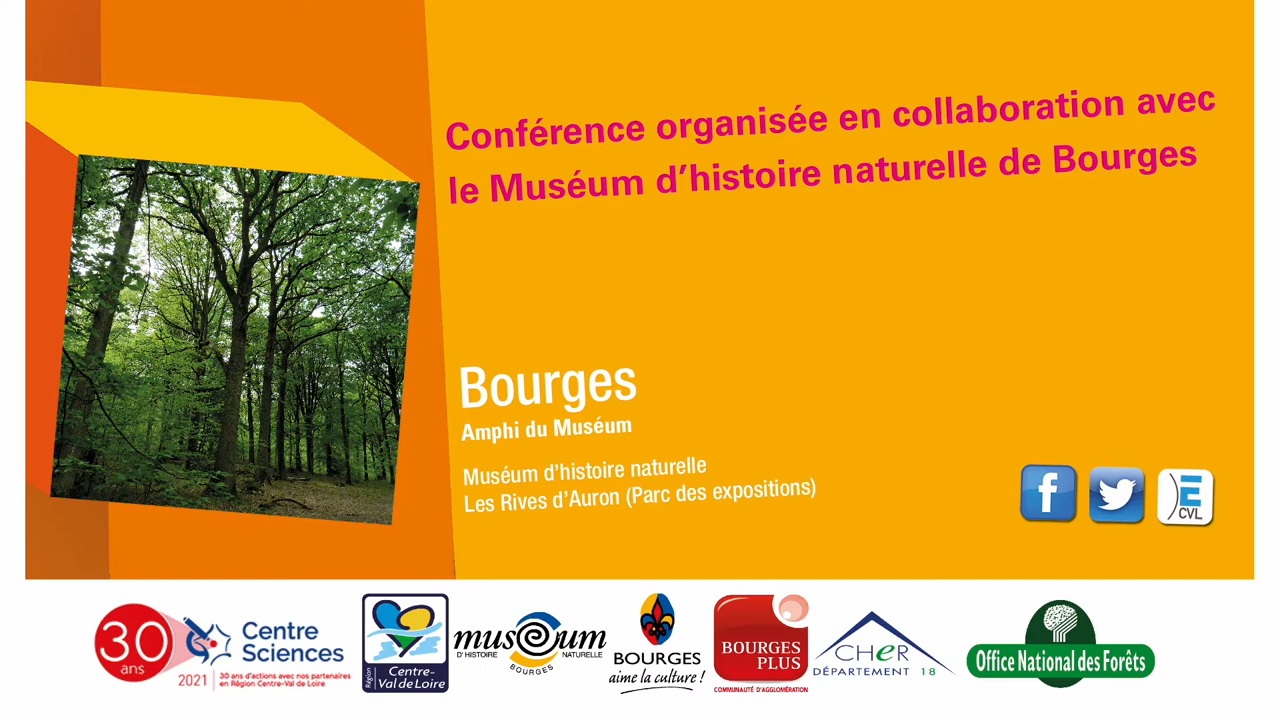 Conférence organisée en collaboration avec
le Muséum d'histoire naturelle de Bourges
Bourges
Amphi du Muséum
Muséum d'histoire naturelle
Les Rives d'Auron (Parc des expositions)
f
E
CVL
30
ans
Centre
Sciences
2021
30 ans d'actions avec nos partenaires
en Région Centre-Val de Loire
Région
Centre-
Val de Loire
museum
D'HISTOIRE NATURELLE
BOURGES
BOURGES
aime la culture !
BOURGES
PLUS
COMMUNAUTÉ D'AGGLOMÉRATION
CHeR
DÉPARTEMENT 18
Office National des Forêts